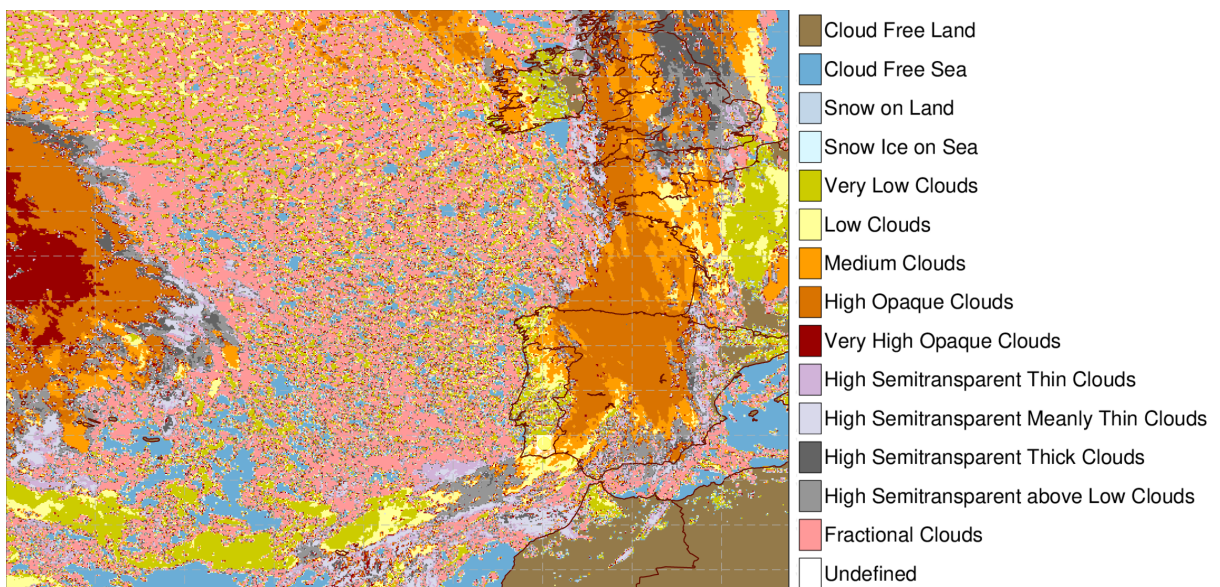 Cloud Free Land
Cloud Free Sea
Snow on Land
Snow Ice on Sea
Very Low Clouds
Low Clouds
Medium Clouds
High Opaque Clouds
Very High Opaque Clouds
High Semitransparent Thin Clouds
High Semitransparent Meanly Thin Clouds
High Semitransparent Thick Clouds
High Semitransparent above Low Clouds
Fractional Clouds
Undefined